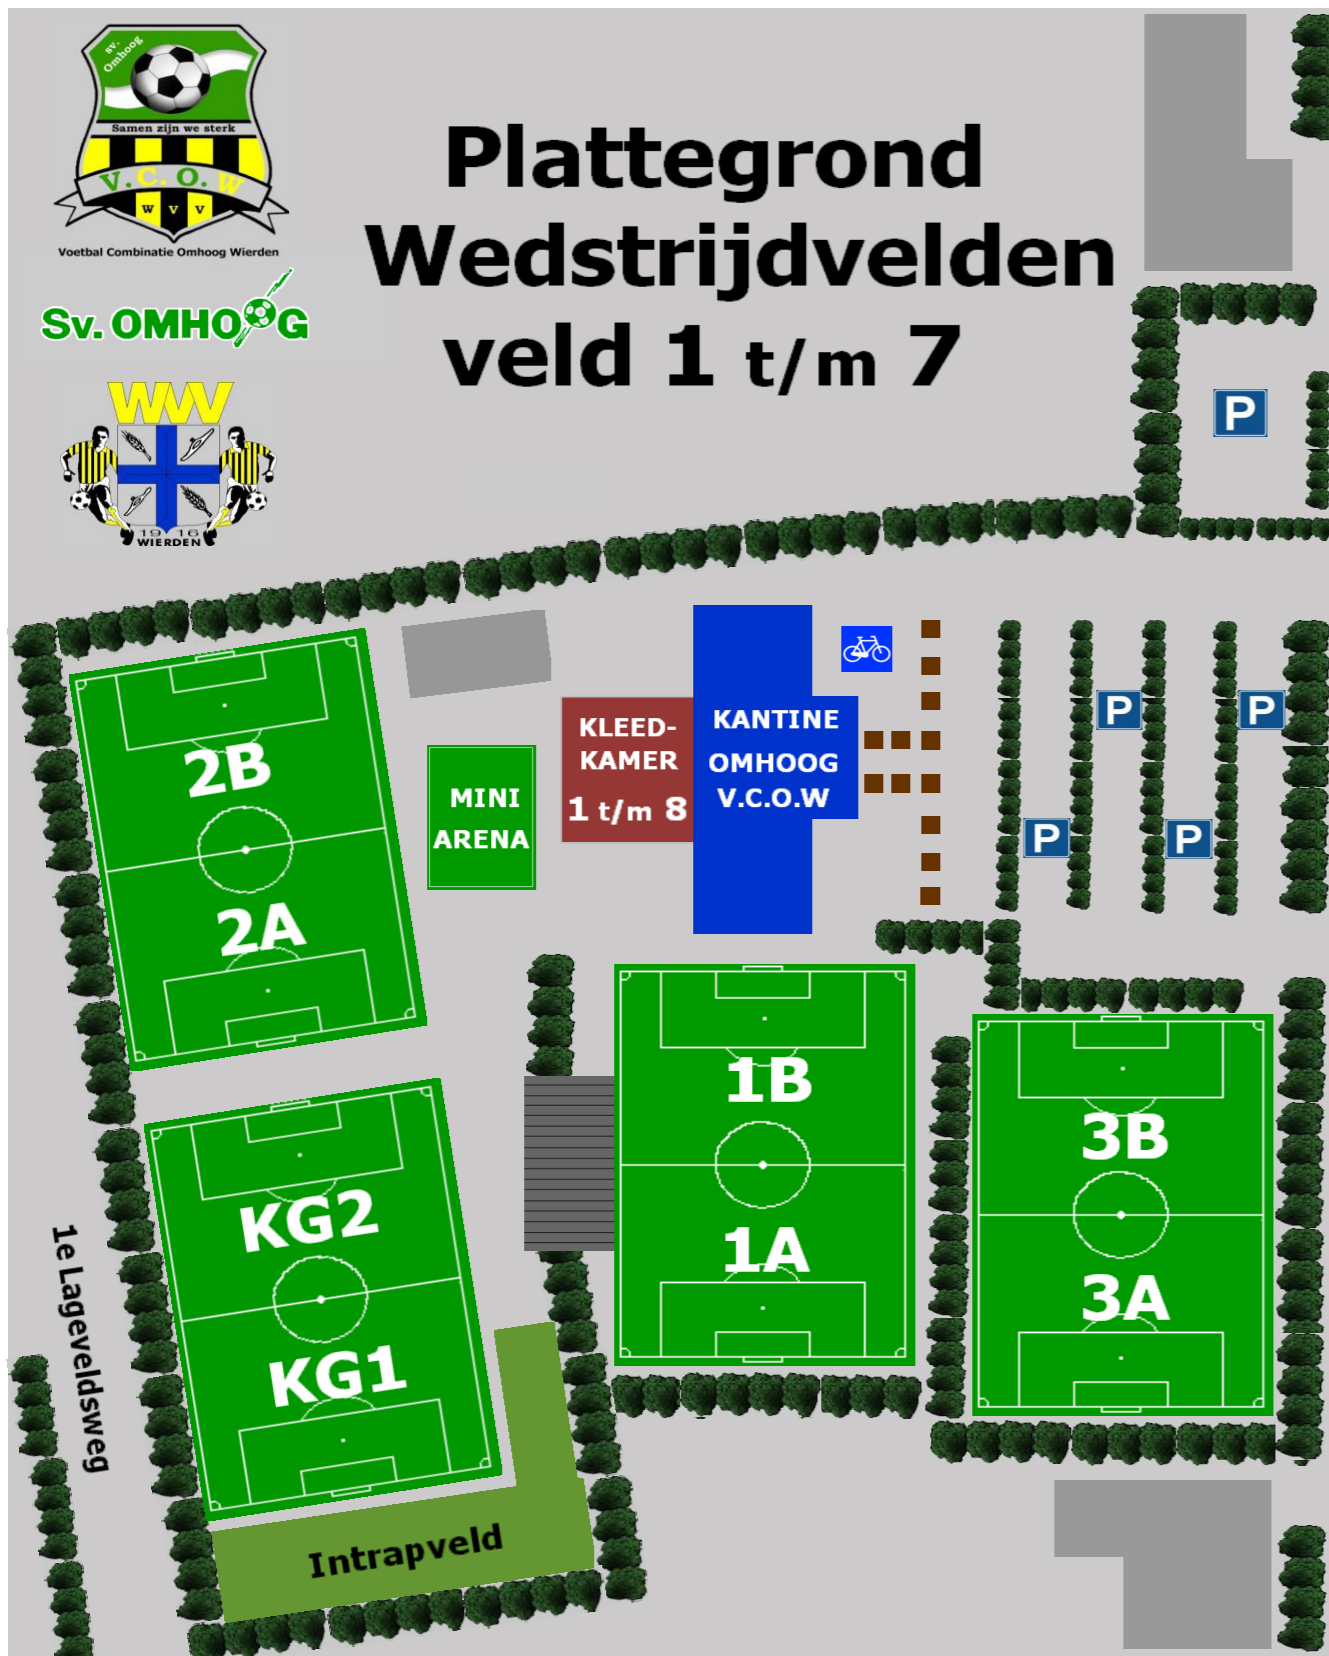 sv.
Omhoog
Samen zijn we sterk
V.C.O.W
W V V
Voetbal Combinatie Omhoog Wierden
Sv. OMHOOG
WVV
19 16
WIERDEN
Plattegrond
Wedstrijdvelden
veld 1 t/m 7
P
P
P
P
P
2B
2A
MINI
ARENA
KLEED-
KAMER
1 t/m 8
KANTINE
OMHOOG
V.C.O.W
1B
1A
3B
3A
KG2
KG1
1e Lageveldsweg
Intrapveld